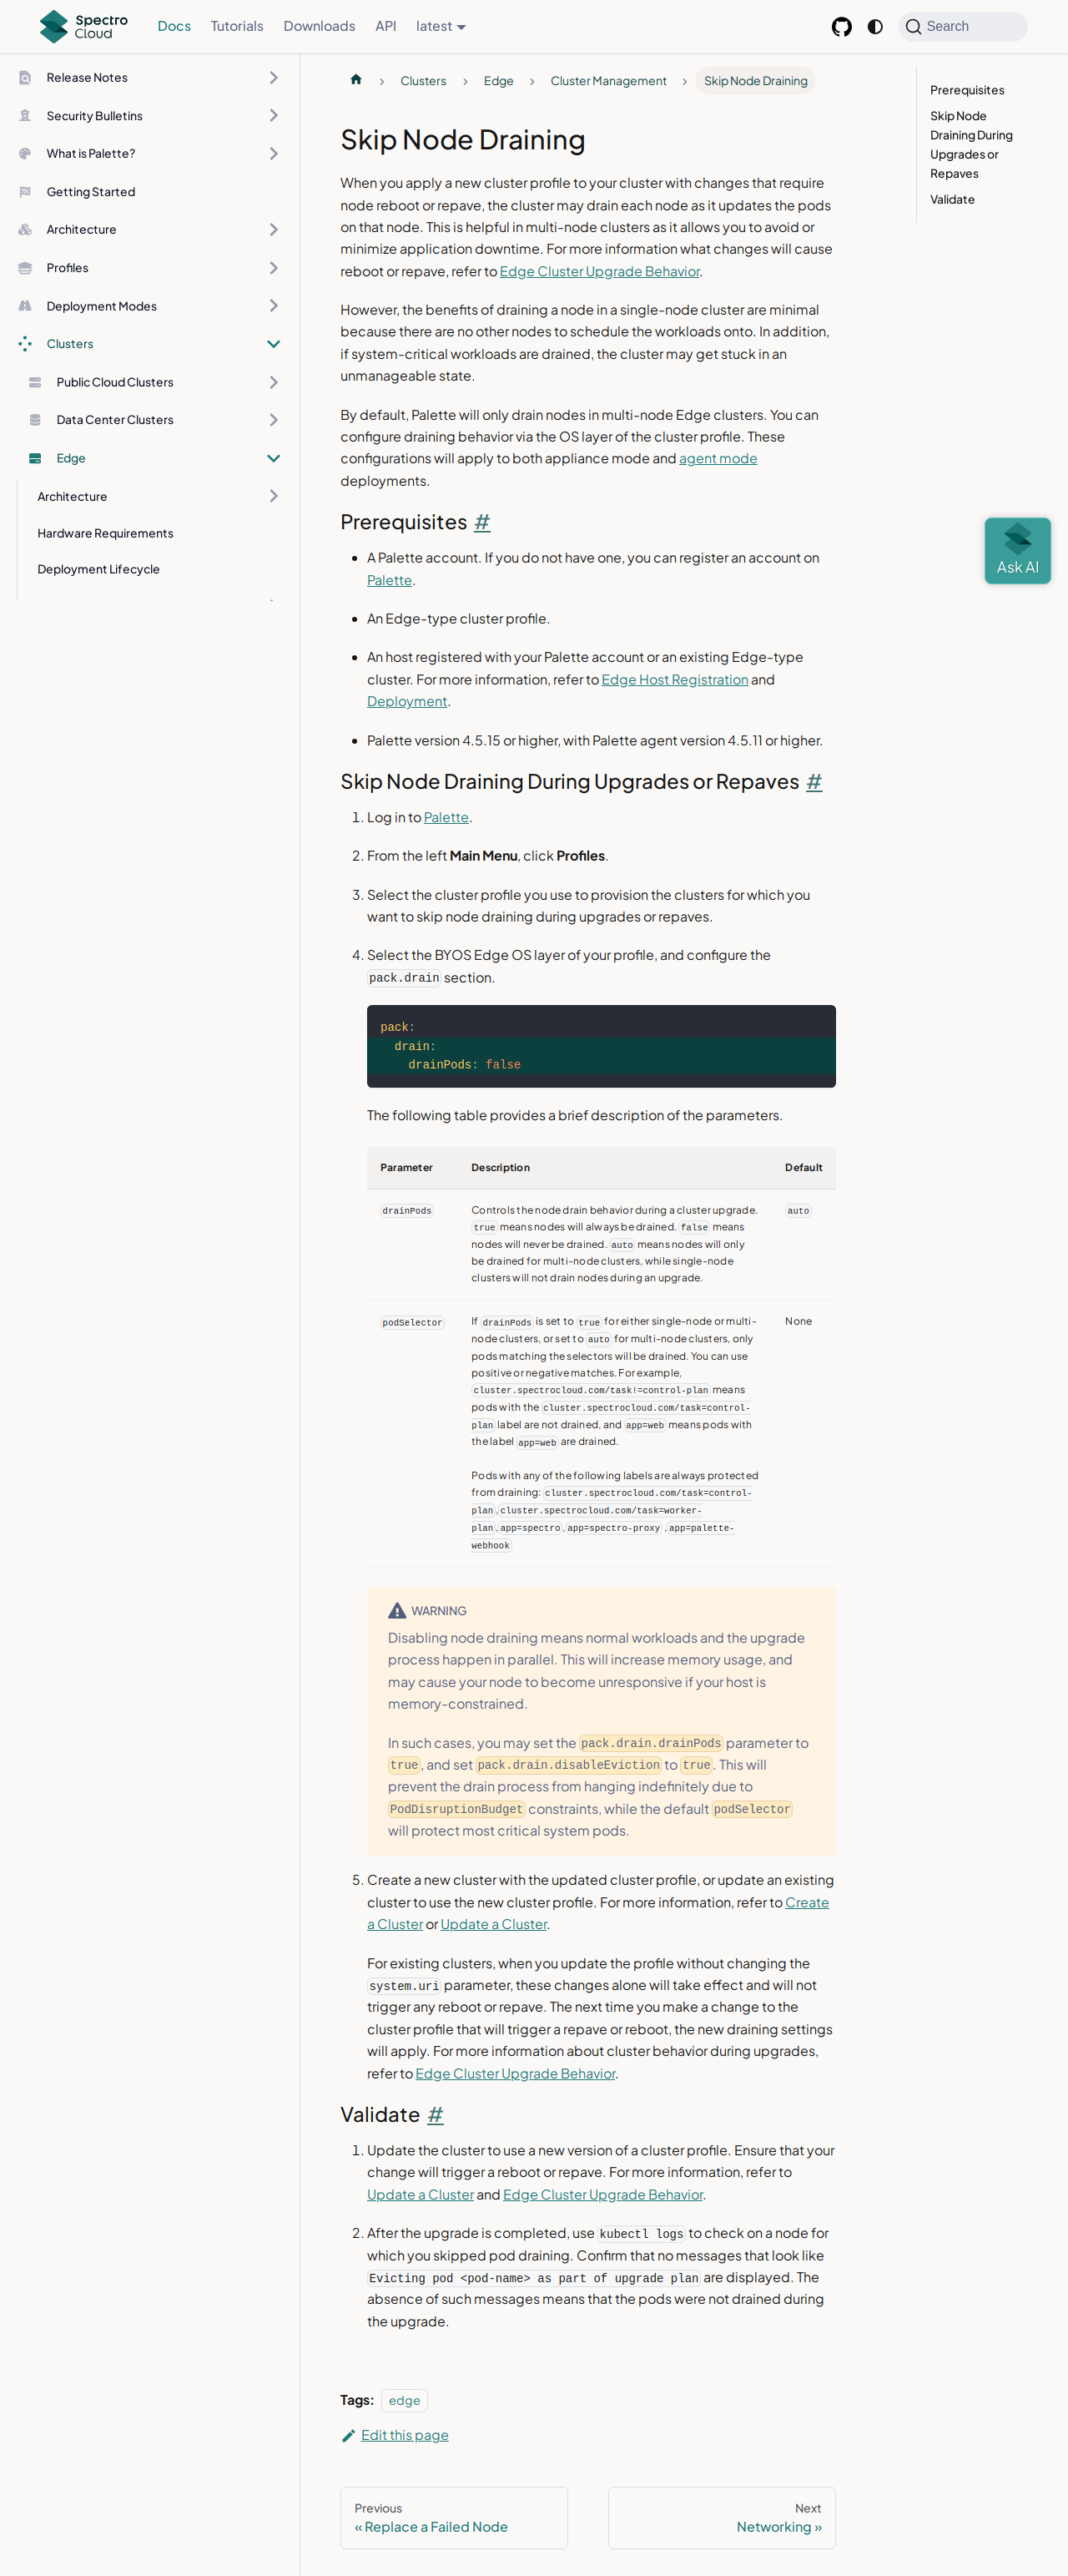 Spectro Cloud
Docs
Tutorials
Downloads
API
latest
Search
Release Notes
Security Bulletins
What is Palette?
Getting Started
Architecture
Profiles
Deployment Modes
Clusters
Public Cloud Clusters
Data Center Clusters
Edge
Architecture
Hardware Requirements
Deployment Lifecycle
Clusters
Edge
Cluster Management
Skip Node Draining
Skip Node Draining
When you apply a new cluster profile to your cluster with changes that require
node reboot or repave, the cluster may drain each node as it updates the pods
on that node. This is helpful in multi-node clusters as it allows you to avoid or
minimize application downtime. For more information what changes will cause
reboot or repave, refer to Edge Cluster Upgrade Behavior.
However, the benefits of draining a node in a single-node cluster are minimal
because there are no other nodes to schedule the workloads onto. In addition,
if system-critical workloads are drained, the cluster may get stuck in an
unmanageable state.
By default, Palette will only drain nodes in multi-node Edge clusters. You can
configure draining behavior via the OS layer of the cluster profile. These
configurations will apply to both appliance mode and agent mode
deployments.
Prerequisites #
A Palette account. If you do not have one, you can register an account on
Palette.
An Edge-type cluster profile.
An host registered with your Palette account or an existing Edge-type
cluster. For more information, refer to Edge Host Registration and
Deployment.
Palette version 4.5.15 or higher, with Palette agent version 4.5.11 or higher.
Skip Node Draining During Upgrades or Repaves #
1. Log in to Palette.
2. From the left Main Menu, click Profiles.
3. Select the cluster profile you use to provision the clusters for which you
want to skip node draining during upgrades or repaves.
4. Select the BYOS Edge OS layer of your profile, and configure the
pack.drain section.
pack:
drain:
drainPods: false
The following table provides a brief description of the parameters.
Parameter Description Default
drainPods Controls the node drain behavior during a cluster upgrade. auto
true means nodes will always be drained. false means
nodes will never be drained. auto means nodes will only
be drained for multi-node clusters, while single-node
clusters will not drain nodes during an upgrade.
podSelector If drainPods is set to true for either single-node or multi- None
node clusters, or set to auto for multi-node clusters, only
pods matching the selectors will be drained. You can use
positive or negative matches. For example,
cluster.spectrocloud.com/task!=control-plan means
pods with the cluster.spectrocloud.com/task=control-
plan label are not drained, and app=web means pods with
the label app=web are drained.
Pods with any of the following labels are always protected
from draining: cluster.spectrocloud.com/task=control-
plan,cluster.spectrocloud.com/task=worker-
plan,app=spectro,app=spectro-proxy ,app=palette-
webhook
WARNING
Disabling node draining means normal workloads and the upgrade
process happen in parallel. This will increase memory usage, and
may cause your node to become unresponsive if your host is
memory-constrained.
In such cases, you may set the pack.drain.drainPods parameter to
true, and set pack.drain.disableEviction to true. This will
prevent the drain process from hanging indefinitely due to
PodDisruptionBudget constraints, while the default podSelector
will protect most critical system pods.
5. Create a new cluster with the updated cluster profile, or update an existing
cluster to use the new cluster profile. For more information, refer to Create
a Cluster or Update a Cluster.
For existing clusters, when you update the profile without changing the
system.uri parameter, these changes alone will take effect and will not
trigger any reboot or repave. The next time you make a change to the
cluster profile that will trigger a repave or reboot, the new draining settings
will apply. For more information about cluster behavior during upgrades,
refer to Edge Cluster Upgrade Behavior.
Validate #
1. Update the cluster to use a new version of a cluster profile. Ensure that your
change will trigger a reboot or repave. For more information, refer to
Update a Cluster and Edge Cluster Upgrade Behavior.
2. After the upgrade is completed, use kubectl logs to check on a node for
which you skipped pod draining. Confirm that no messages that look like
Evicting pod <pod-name> as part of upgrade plan are displayed. The
absence of such messages means that the pods were not drained during
the upgrade.
Tags: edge
Edit this page
Previous
« Replace a Failed Node
Next
Networking »
Prerequisites
Skip Node
Draining During
Upgrades or
Repaves
Validate
Ask AI